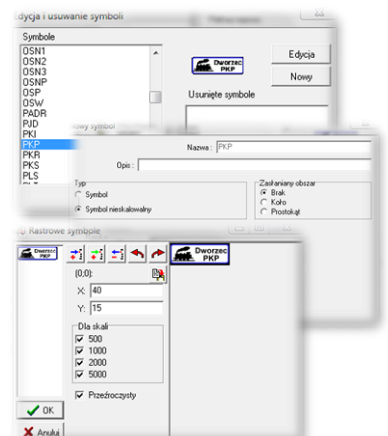 Edycja i usuwanie symboli
Symbole
OSN1
OSN2
OSN3
OSNP
OSP
OSW
PADR
PJD
PKI
PKP
PKR
PKS
PLS
Dworzec
PKP
Edycja
Nowy
Usunięte symbole
Nowy symbol
Nazwa :
PKP
Opis :
Typ
Symbol
Symbol nieskalowalny
Zasłaniany obszar
Brak
Koło
Prostokąt
Rastrowe symbole
Dworzec
PKP
(0;0):
X: 40
Y: 15
Dla skali
500
1000
2000
5000
Przeźroczysty
OK
Anuluj
Dworzec
PKP